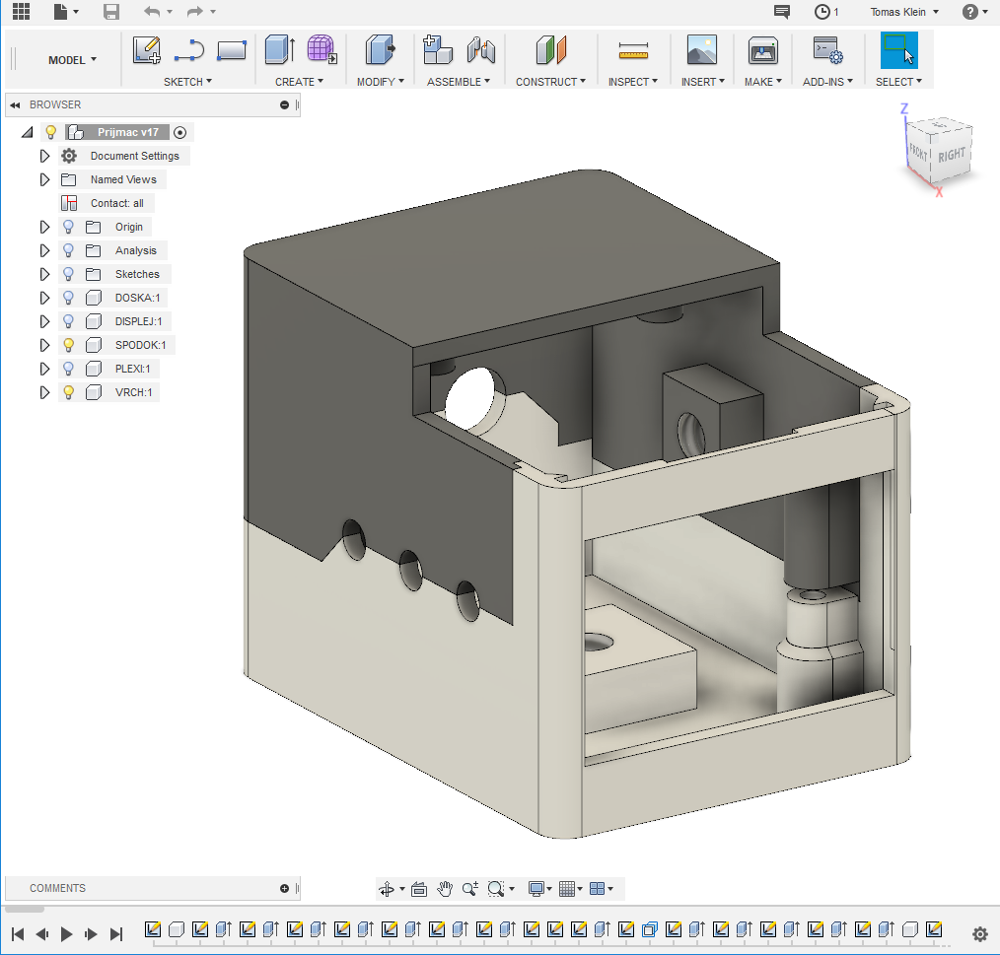 1 Tomas Klein ?
MODEL
SKETCH CREATE MODIFY ASSEMBLE CONSTRUCT INSPECT INSERT MAKE ADD-INS SELECT
BROWSER
Prijmac v17
Document Settings
Named Views
Contact: all
Origin
Analysis
Sketches
DOSKA:1
DISPLEJ:1
SPODOK:1
PLEXI:1
VRCH:1
Z
FRONT RIGHT
X
COMMENTS